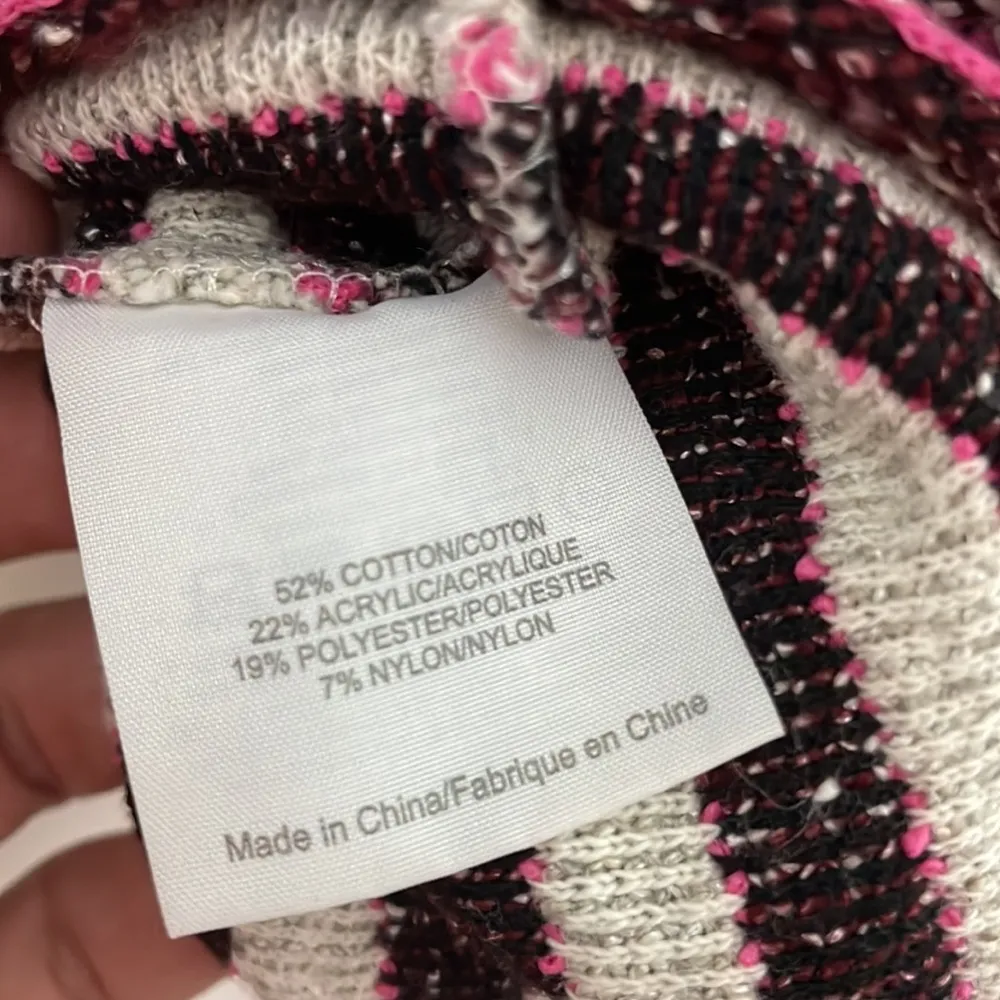 52% COTTON/COTON
22% ACRYLIC/ACRYLIQUE
19% POLYESTER/POLYESTER
7% NYLON/NYLON
Made in China/Fabrique en Chine